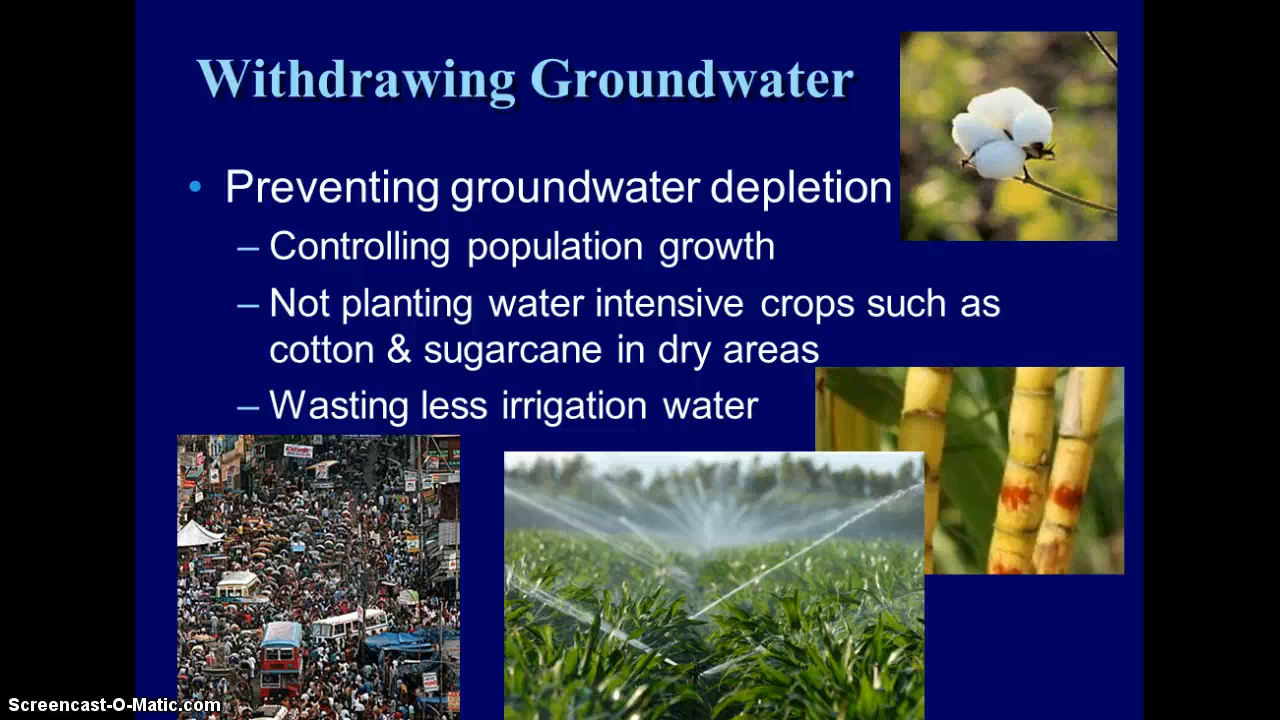 Withdrawing Groundwater
• Preventing groundwater depletion
– Controlling population growth
– Not planting water intensive crops such as
cotton & sugarcane in dry areas
– Wasting less irrigation water
Screencast-O-Matic.com